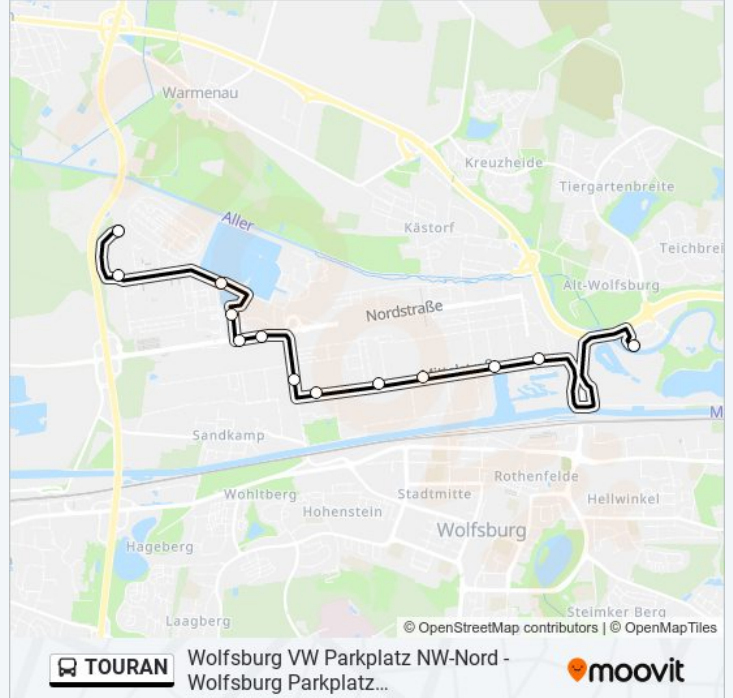 Warmenau
Kreuzheide
Tiergartenbreite
Aller
Kästorf
Teichbrei
Alt-Wolfsburg
Nordstraße
M
Sandkamp
Rothenfelde
Wohltberg
Stadtmitte
Hellwinkel
Hohenstein
Wolfsburg
Hageberg
Steimker Berg
Laagberg
© OpenStreetMap contributors | © OpenMapTiles
TOURAN
Wolfsburg VW Parkplatz NW-Nord -
Wolfsburg Parkplatz...
moovit